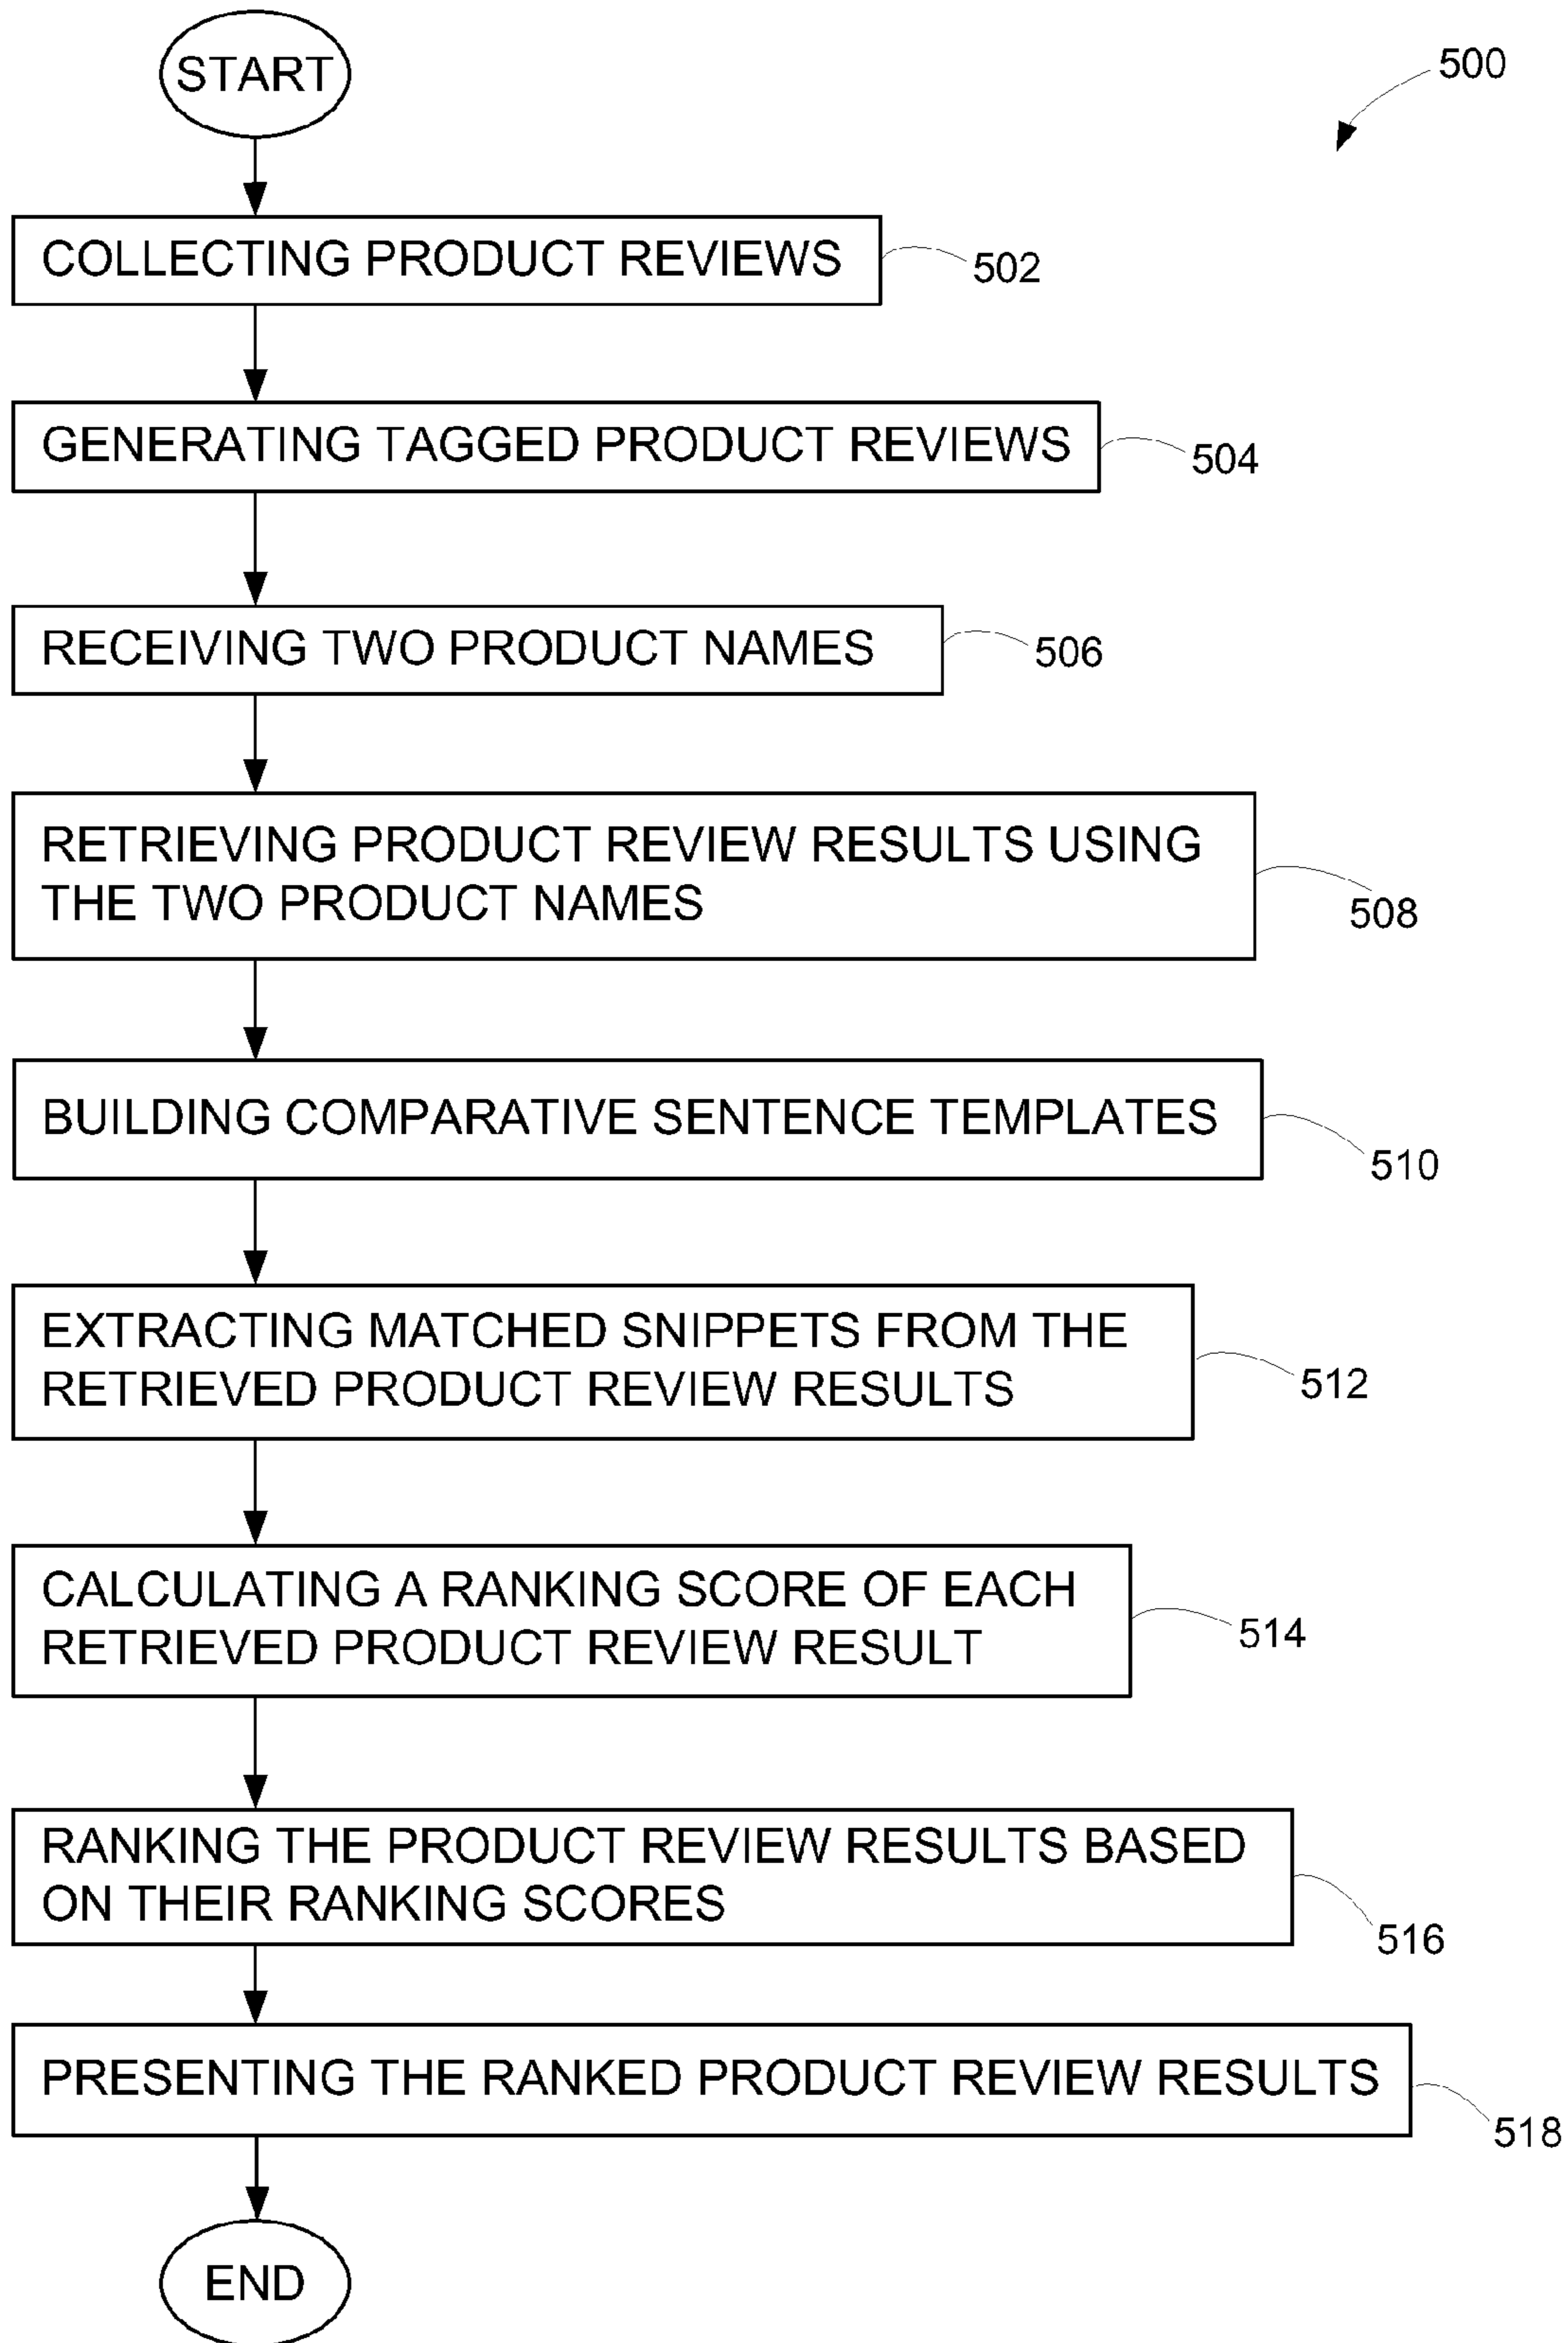 START
500
COLLECTING PRODUCT REVIEWS
502
GENERATING TAGGED PRODUCT REVIEWS
504
RECEIVING TWO PRODUCT NAMES
506
RETRIEVING PRODUCT REVIEW RESULTS USING
THE TWO PRODUCT NAMES
508
BUILDING COMPARATIVE SENTENCE TEMPLATES
510
EXTRACTING MATCHED SNIPPETS FROM THE
RETRIEVED PRODUCT REVIEW RESULTS
512
CALCULATING A RANKING SCORE OF EACH
RETRIEVED PRODUCT REVIEW RESULT
514
RANKING THE PRODUCT REVIEW RESULTS BASED
ON THEIR RANKING SCORES
516
PRESENTING THE RANKED PRODUCT REVIEW RESULTS
518
END